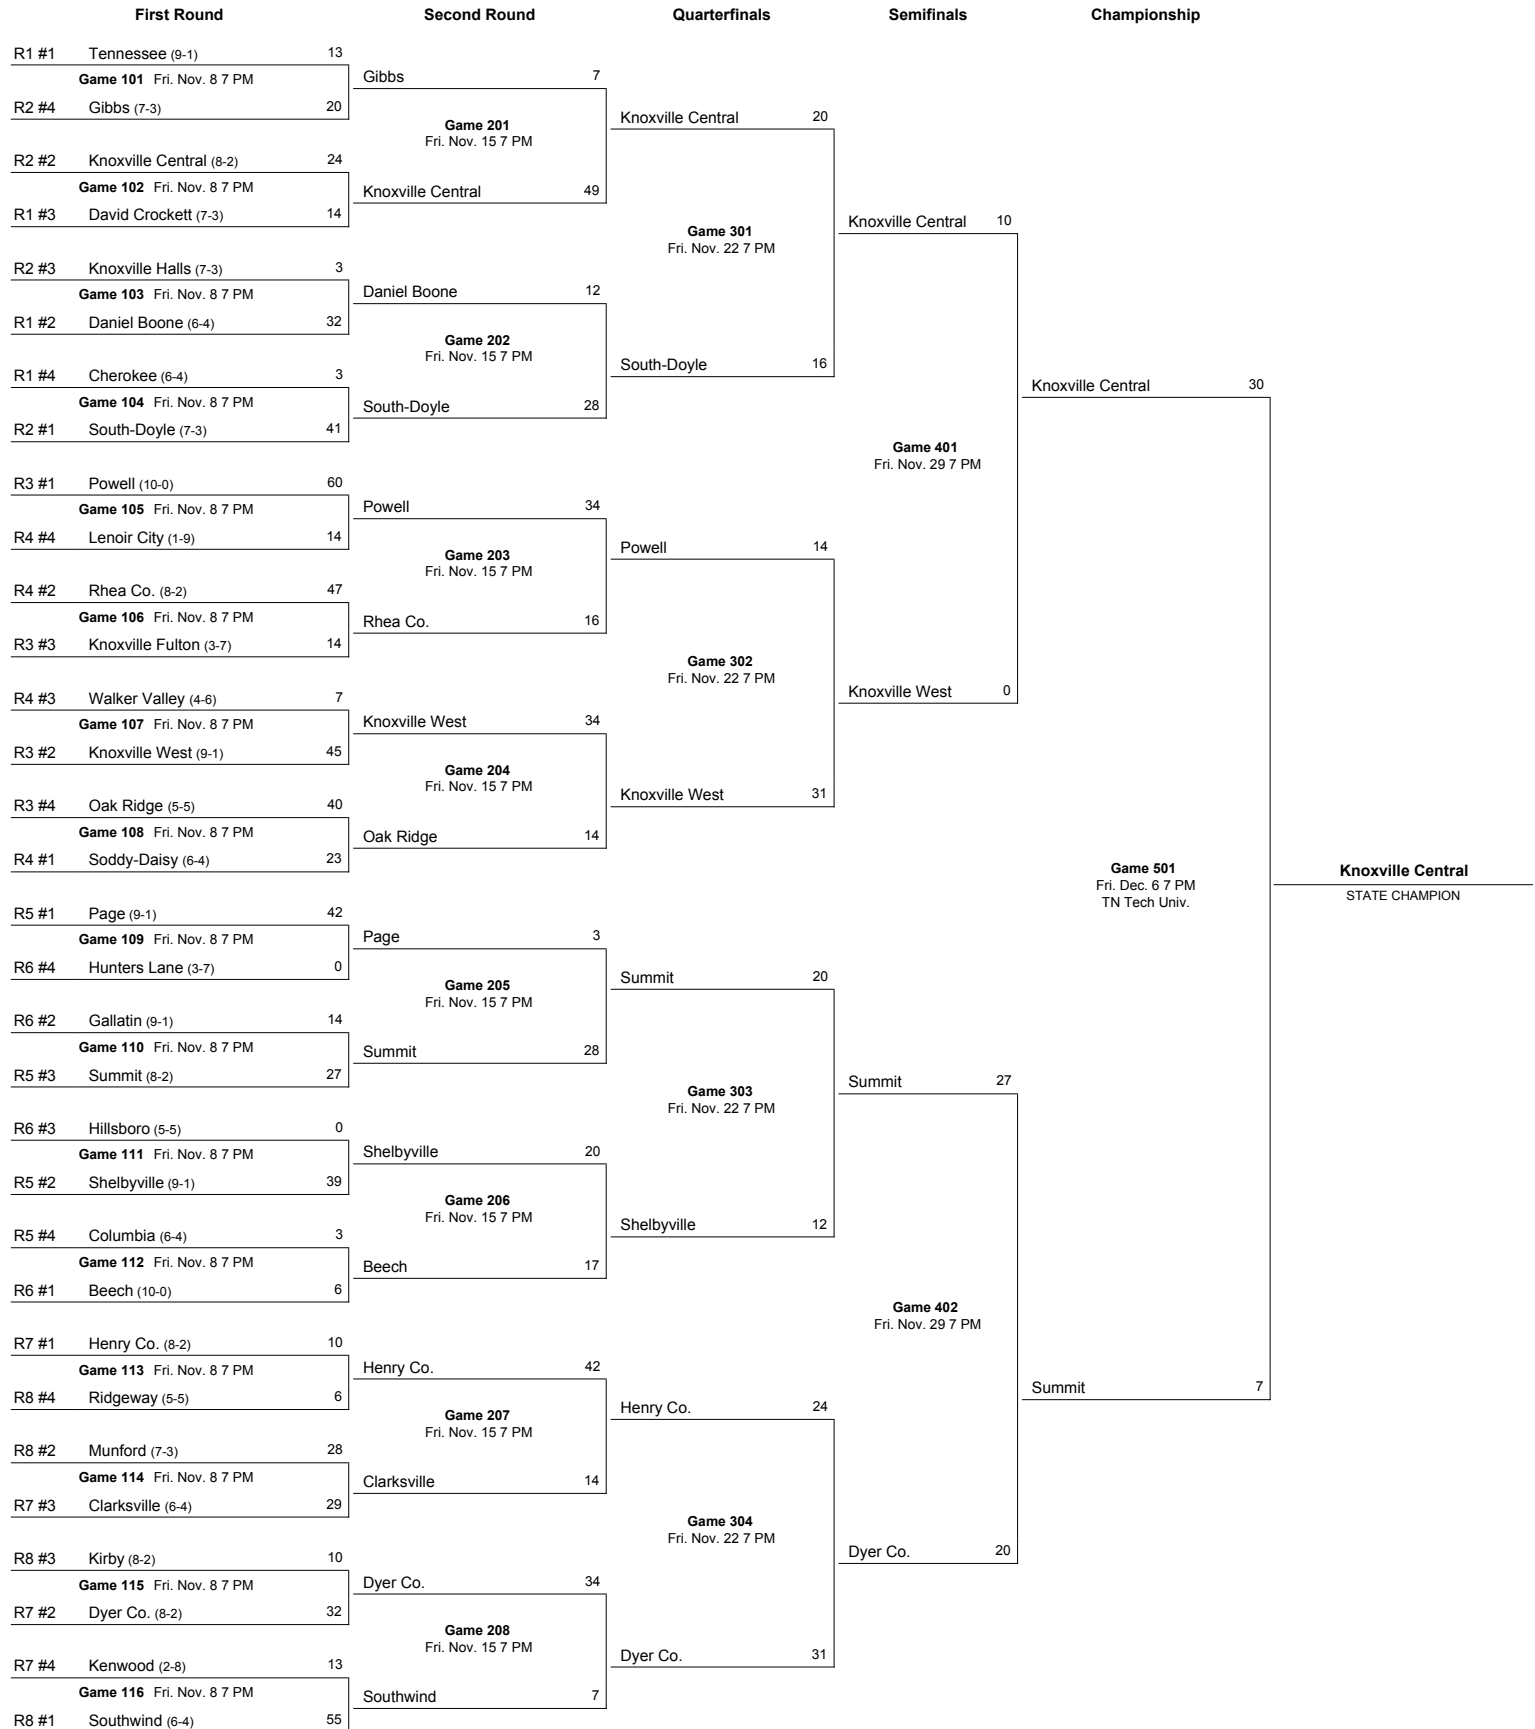 First Round
Second Round
Quarterfinals
Semifinals
Championship
R1 #1 Tennessee (9-1) 13
Game 101 Fri. Nov. 8 7 PM
R2 #4 Gibbs (7-3) 20
R2 #2 Knoxville Central (8-2) 24
Game 102 Fri. Nov. 8 7 PM
R1 #3 David Crockett (7-3) 14
R2 #3 Knoxville Halls (7-3) 3
Game 103 Fri. Nov. 8 7 PM
R1 #2 Daniel Boone (6-4) 32
R1 #4 Cherokee (6-4) 3
Game 104 Fri. Nov. 8 7 PM
R2 #1 South-Doyle (7-3) 41
R3 #1 Powell (10-0) 60
Game 105 Fri. Nov. 8 7 PM
R4 #4 Lenoir City (1-9) 14
R4 #2 Rhea Co. (8-2) 47
Game 106 Fri. Nov. 8 7 PM
R3 #3 Knoxville Fulton (3-7) 14
R4 #3 Walker Valley (4-6) 7
Game 107 Fri. Nov. 8 7 PM
R3 #2 Knoxville West (9-1) 45
R3 #4 Oak Ridge (5-5) 40
Game 108 Fri. Nov. 8 7 PM
R4 #1 Soddy-Daisy (6-4) 23
R5 #1 Page (9-1) 42
Game 109 Fri. Nov. 8 7 PM
R6 #4 Hunters Lane (3-7) 0
R6 #2 Gallatin (9-1) 14
Game 110 Fri. Nov. 8 7 PM
R5 #3 Summit (8-2) 27
R6 #3 Hillsboro (5-5) 0
Game 111 Fri. Nov. 8 7 PM
R5 #2 Shelbyville (9-1) 39
R5 #4 Columbia (6-4) 3
Game 112 Fri. Nov. 8 7 PM
R6 #1 Beech (10-0) 6
R7 #1 Henry Co. (8-2) 10
Game 113 Fri. Nov. 8 7 PM
R8 #4 Ridgeway (5-5) 6
R8 #2 Munford (7-3) 28
Game 114 Fri. Nov. 8 7 PM
R7 #3 Clarksville (6-4) 29
R8 #3 Kirby (8-2) 10
Game 115 Fri. Nov. 8 7 PM
R7 #2 Dyer Co. (8-2) 32
R7 #4 Kenwood (2-8) 13
Game 116 Fri. Nov. 8 7 PM
R8 #1 Southwind (6-4) 55
Gibbs 7
Game 201
Fri. Nov. 15 7 PM
Knoxville Central 49
Daniel Boone 12
Game 202
Fri. Nov. 15 7 PM
South-Doyle 28
Powell 34
Game 203
Fri. Nov. 15 7 PM
Rhea Co. 16
Knoxville West 34
Game 204
Fri. Nov. 15 7 PM
Oak Ridge 14
Page 3
Game 205
Fri. Nov. 15 7 PM
Summit 28
Shelbyville 20
Game 206
Fri. Nov. 15 7 PM
Beech 17
Henry Co. 42
Game 207
Fri. Nov. 15 7 PM
Clarksville 14
Dyer Co. 34
Game 208
Fri. Nov. 15 7 PM
Southwind 7
Knoxville Central 20
Game 301
Fri. Nov. 22 7 PM
South-Doyle 16
Powell 14
Game 302
Fri. Nov. 22 7 PM
Knoxville West 31
Summit 20
Game 303
Fri. Nov. 22 7 PM
Shelbyville 12
Henry Co. 24
Game 304
Fri. Nov. 22 7 PM
Dyer Co. 31
Knoxville Central 10
Game 401
Fri. Nov. 29 7 PM
Knoxville West 0
Summit 27
Game 402
Fri. Nov. 29 7 PM
Dyer Co. 20
Knoxville Central 30
Game 501
Fri. Dec. 6 7 PM
TN Tech Univ.
Summit 7
Knoxville Central
STATE CHAMPION